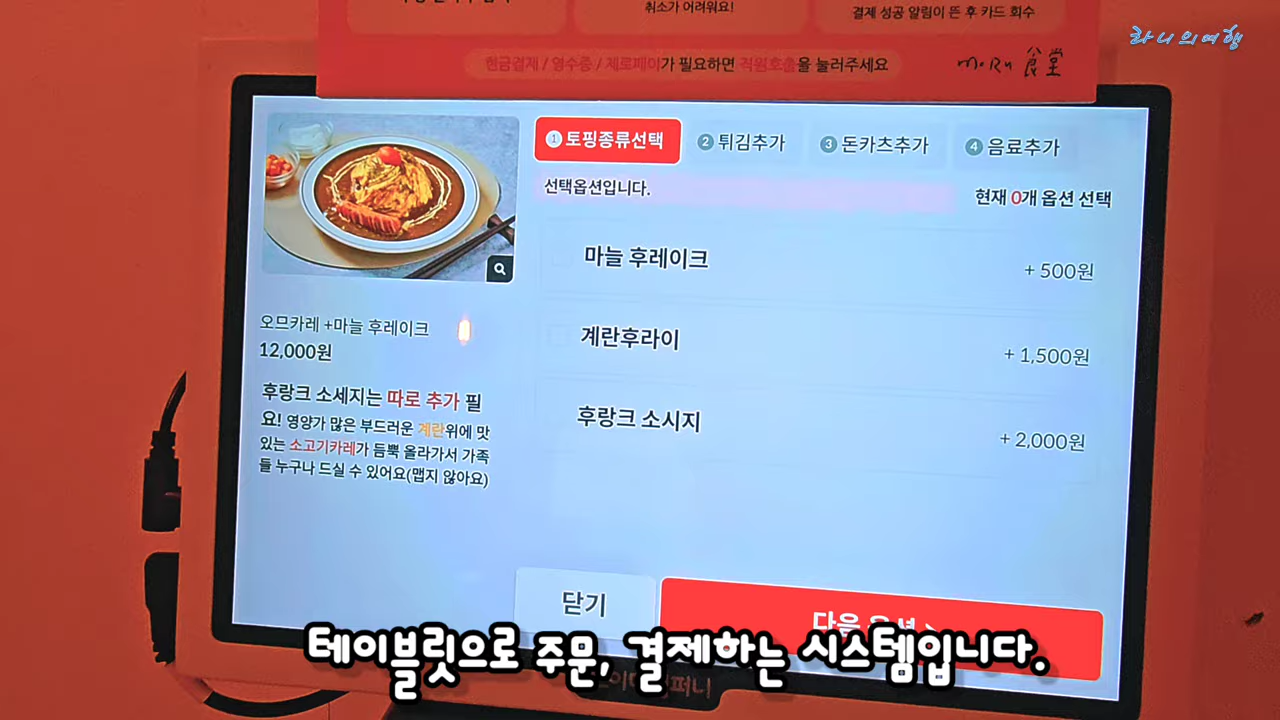 취소가 어려워요!
결제 성공 알림이 뜬 후 카드 회수
라니의여행
현금결제 / 영수증 / 제로페이가 필요하면 직원호출을 눌러주세요
MoRu 食堂
① 토핑종류선택
② 튀김추가
③ 돈카츠추가
④ 음료추가
선택옵션입니다.
현재 0개 옵션 선택
마늘 후레이크
+ 500원
계란후라이
+ 1,500원
후랑크 소시지
+ 2,000원
오므카레 +마늘 후레이크
12,000원
후랑크 소세지는 따로 추가 필
요! 영양가 많은 부드러운 계란위에 맛
있는 소고기카레가 듬뿍 올라가서 가족
들 누구나 드실 수 있어요(맵지 않아요)
닫기
다음 옵션 >
테이블릿으로 주문, 결제하는 시스템입니다.